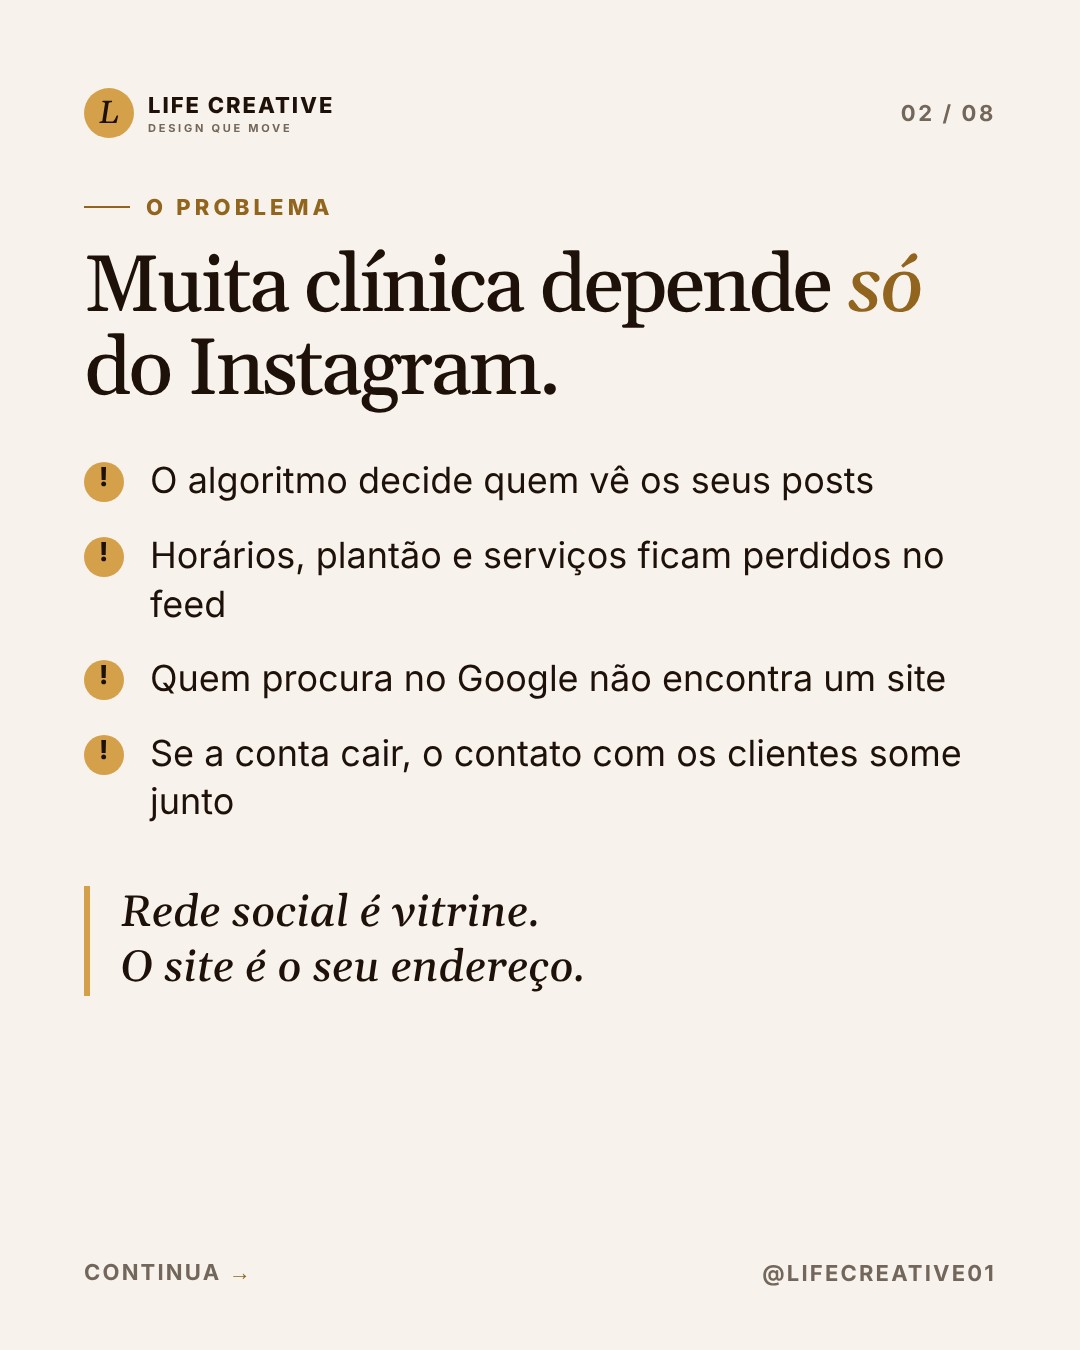 L
LIFE CREATIVE
DESIGN QUE MOVE
02 / 08
O PROBLEMA
Muita clínica depende só
do Instagram.
! O algoritmo decide quem vê os seus posts
! Horários, plantão e serviços ficam perdidos no
feed
! Quem procura no Google não encontra um site
! Se a conta cair, o contato com os clientes some
junto
Rede social é vitrine.
O site é o seu endereço.
CONTINUA →
@LIFECREATIVE01